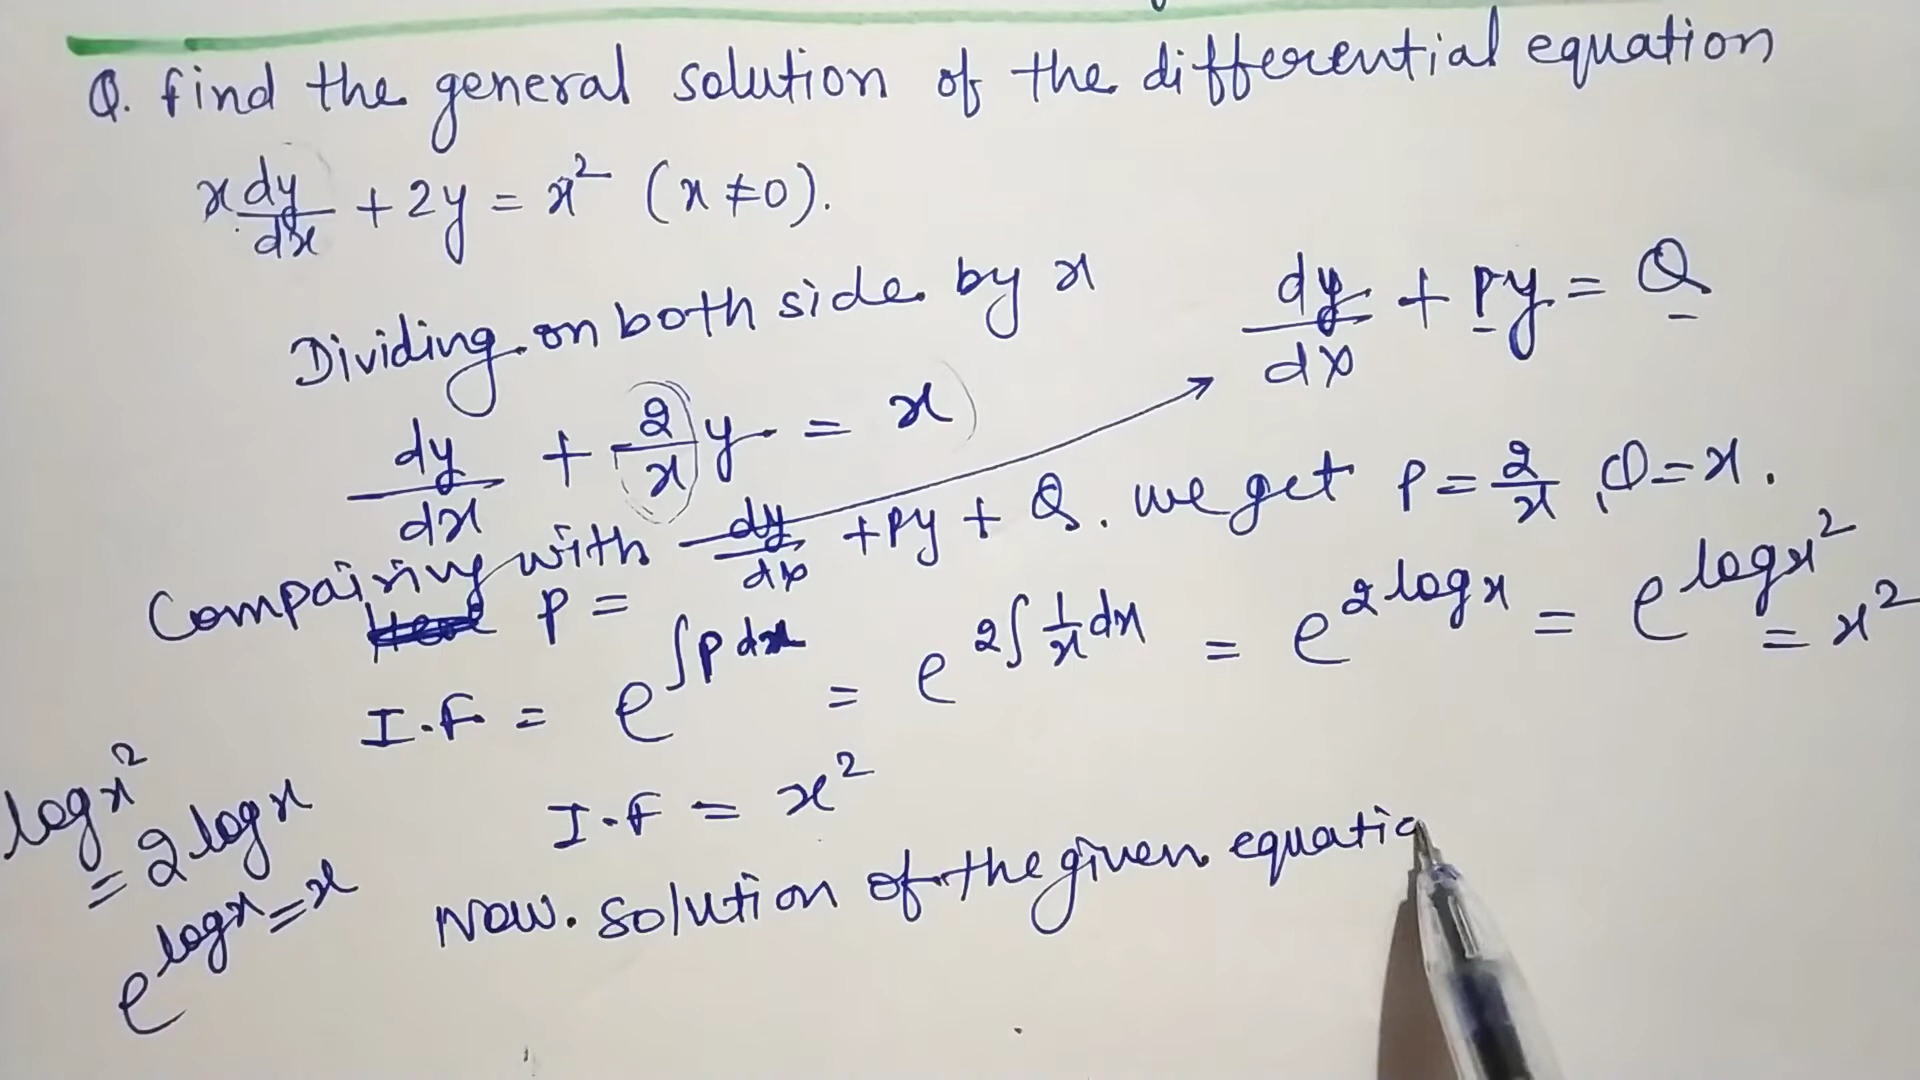 Q. find the general solution of the differential equation
x dy/dx + 2y = x² (x ≠ 0).
Dividing on both side by x
dy/dx + Py = Q
dy/dx + 2/x y = x
Compairing with dy/dx + Py + Q. we get P = 2/x, Q = x.
P =
I.F = e^∫P dx = e^2∫1/x dx = e^2 log x = e^log x² = x²
log x²
= 2 log x
e^log x = x
I.F = x²
Now. solution of the given equatio